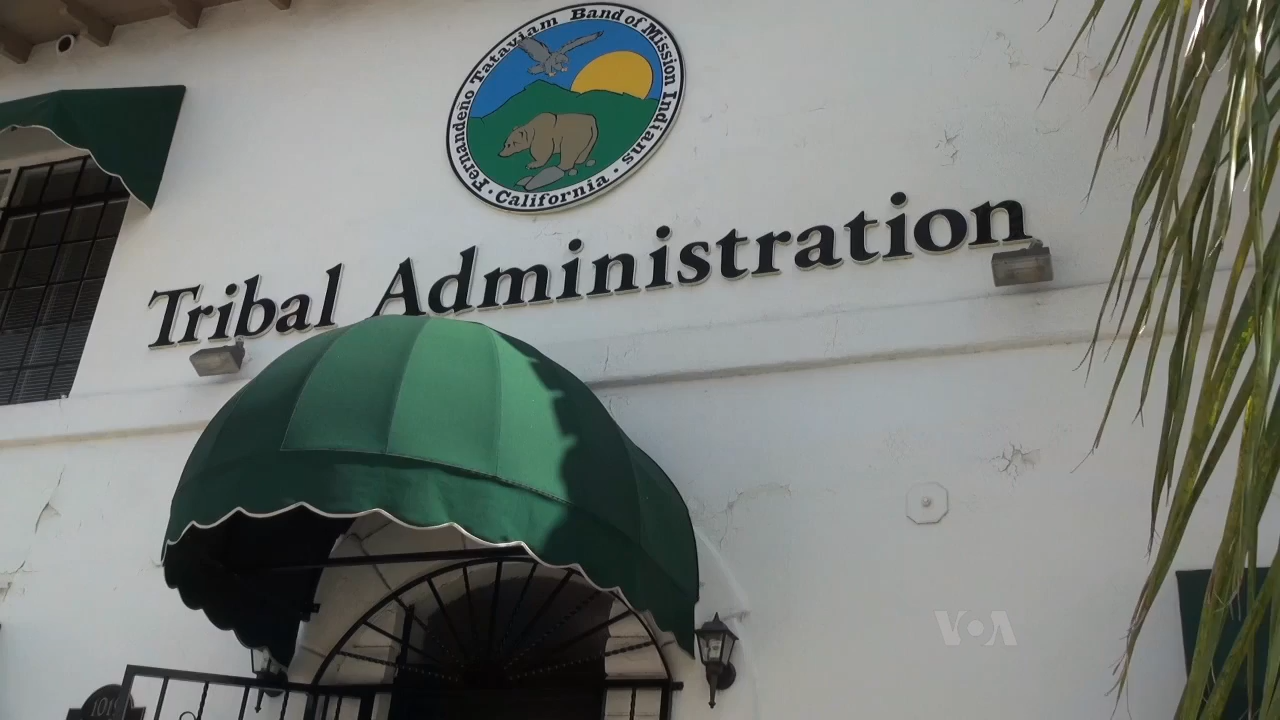 Fernandeño Tataviam Band of Mission Indians
· California ·
Tribal Administration
VOA